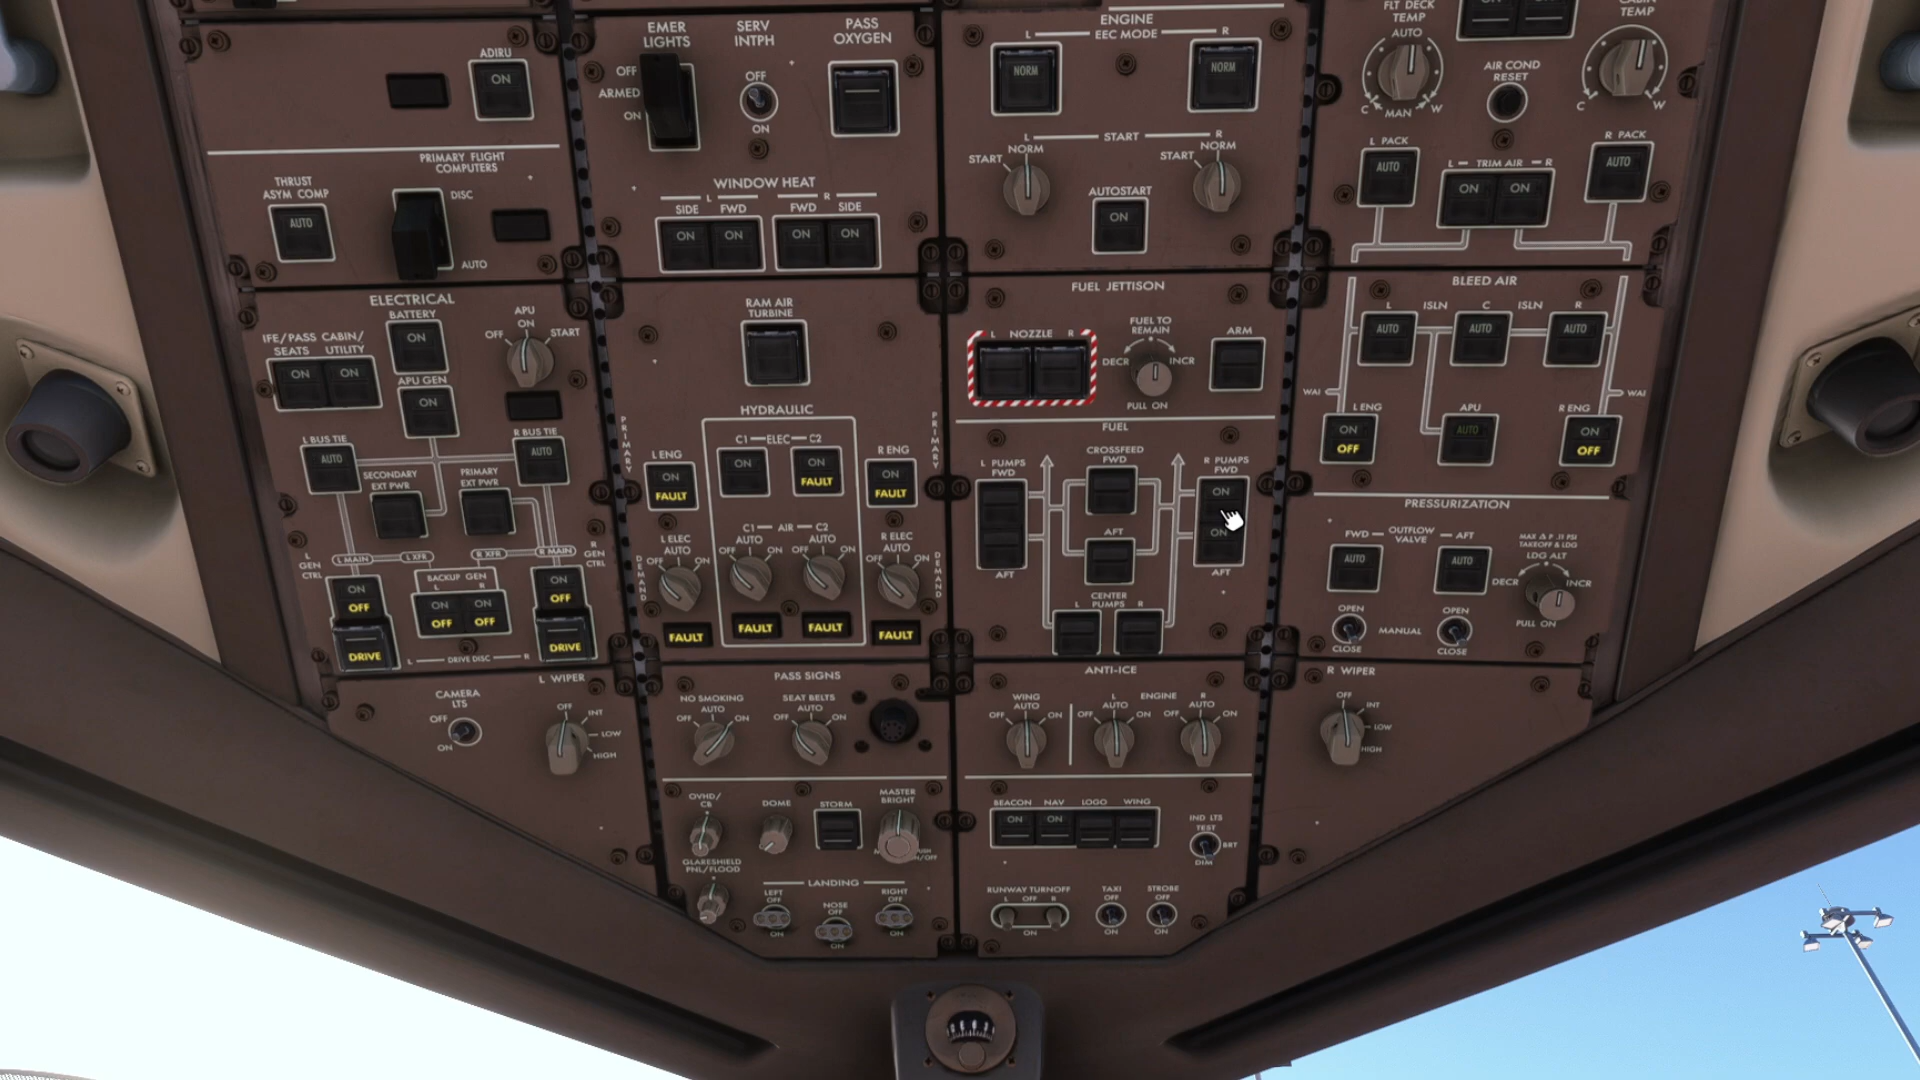 ADIRU
ON
PRIMARY FLIGHT
COMPUTERS
THRUST
ASYM COMP
AUTO
DISC
AUTO
EMER
LIGHTS
OFF
ARMED
ON
SERV
INTPH
OFF
ON
PASS
OXYGEN
WINDOW HEAT
L R
SIDE FWD FWD SIDE
ON ON ON ON
ENGINE
L EEC MODE R
NORM NORM
L START R
START NORM START NORM
AUTOSTART
ON
FLT DECK
TEMP
AUTO
C MAN W
AIR COND
RESET
CABIN
TEMP
C W
L PACK
AUTO
L TRIM AIR R
ON ON
R PACK
AUTO
ELECTRICAL
BATTERY
ON
APU
OFF ON START
IFE/PASS
SEATS
CABIN/
UTILITY
ON ON
APU GEN
ON
L BUS TIE
AUTO
R BUS TIE
AUTO
SECONDARY
EXT PWR
PRIMARY
EXT PWR
L MAIN L XFR R XFR R MAIN
L
GEN
CTRL
ON
OFF
DRIVE
BACKUP GEN
L R
ON ON
OFF OFF
R
GEN
CTRL
ON
OFF
DRIVE
L DRIVE DISC R
RAM AIR
TURBINE
HYDRAULIC
PRIMARY
L ENG
ON
FAULT
C1 ELEC C2
ON ON
FAULT
R ENG
ON
FAULT
PRIMARY
DEMAND
L ELEC
OFF AUTO ON
FAULT
C1 AIR C2
OFF AUTO ON OFF AUTO ON
FAULT FAULT
R ELEC
OFF AUTO ON
FAULT
DEMAND
FUEL JETTISON
L NOZZLE R
FUEL TO
REMAIN
DECR INCR
PULL ON
ARM
FUEL
L PUMPS
FWD
AFT
CROSSFEED
FWD
AFT
R PUMPS
FWD
ON
ON
AFT
CENTER
L PUMPS R
BLEED AIR
L ISLN C ISLN R
AUTO AUTO AUTO
WAI WAI
L ENG
ON
OFF
APU
AUTO
R ENG
ON
OFF
PRESSURIZATION
FWD OUTFLOW
VALVE AFT
AUTO AUTO
MAX Δ P .11 PSI
TAKEOFF & LDG
LDG ALT
DECR INCR
PULL ON
OPEN
CLOSE
MANUAL
OPEN
CLOSE
CAMERA
LTS
OFF
ON
L WIPER
OFF
INT
LOW
HIGH
PASS SIGNS
NO SMOKING
OFF AUTO ON
SEAT BELTS
OFF AUTO ON
ANTI-ICE
WING
OFF AUTO ON
L ENGINE R
OFF AUTO ON OFF AUTO ON
R WIPER
OFF
INT
LOW
HIGH
OVHD/
CB
DOME
STORM
MASTER
BRIGHT
GLARESHIELD
PNL/FLOOD
LANDING
LEFT
OFF
ON
NOSE
OFF
ON
RIGHT
OFF
ON
BEACON NAV LOGO WING
ON ON
IND LTS
TEST
BRT
DIM
RUNWAY TURNOFF
L OFF R
ON
TAXI
OFF
ON
STROBE
OFF
ON